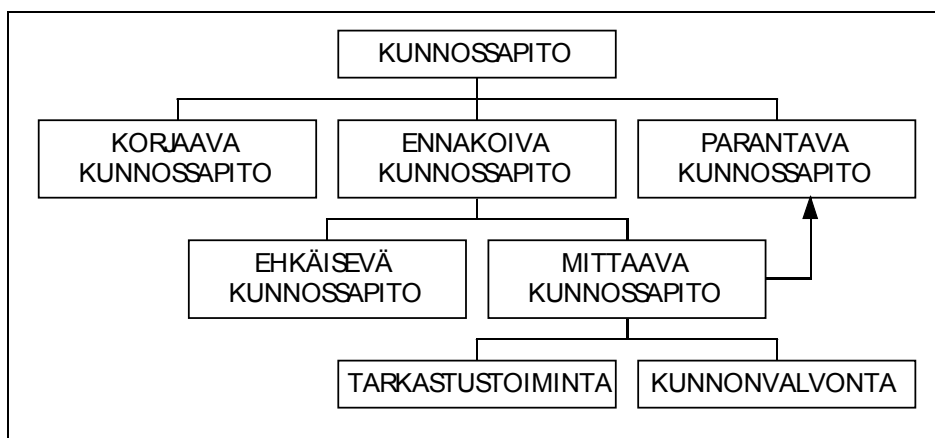 KUNNOSSAPITO
KORJAAVA
KUNNOSSAPITO
ENNAKOIVA
KUNNOSSAPITO
PARANTAVA
KUNNOSSAPITO
EHKÄISEVÄ
KUNNOSSAPITO
MITTAAVA
KUNNOSSAPITO
TARKASTUSTOIMINTA
KUNNONVALVONTA